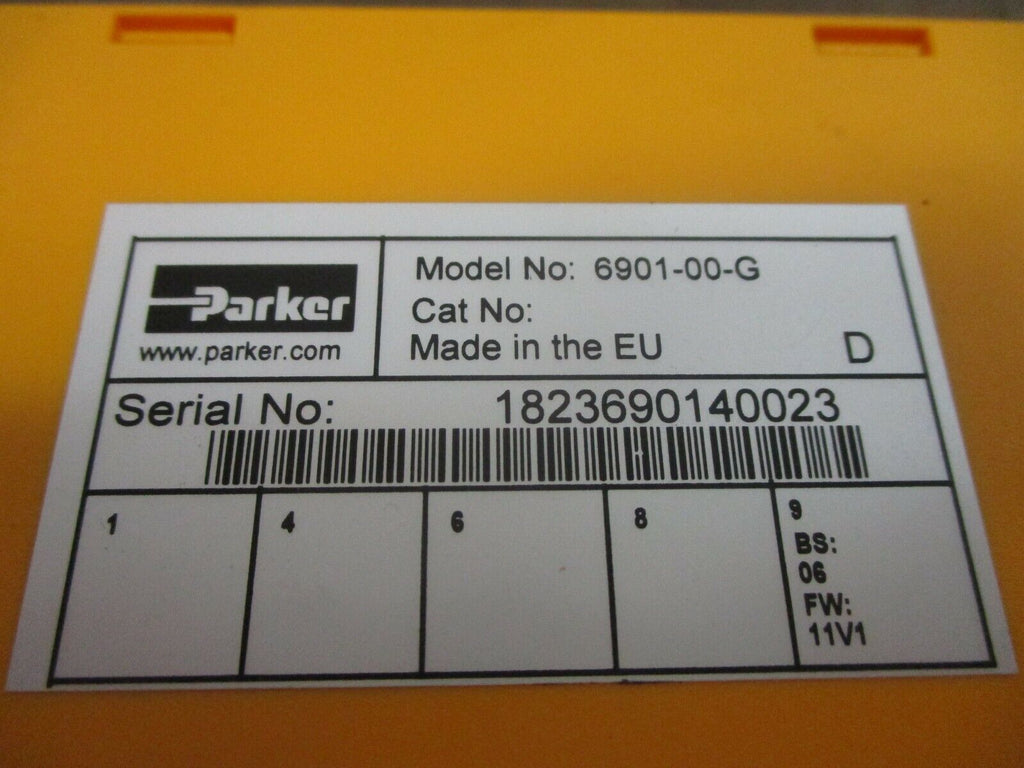 Parker
www.parker.com
Model No: 6901-00-G
Cat No:
Made in the EU
D
Serial No: 1823690140023
1
4
6
8
9
BS:
06
FW:
11V1